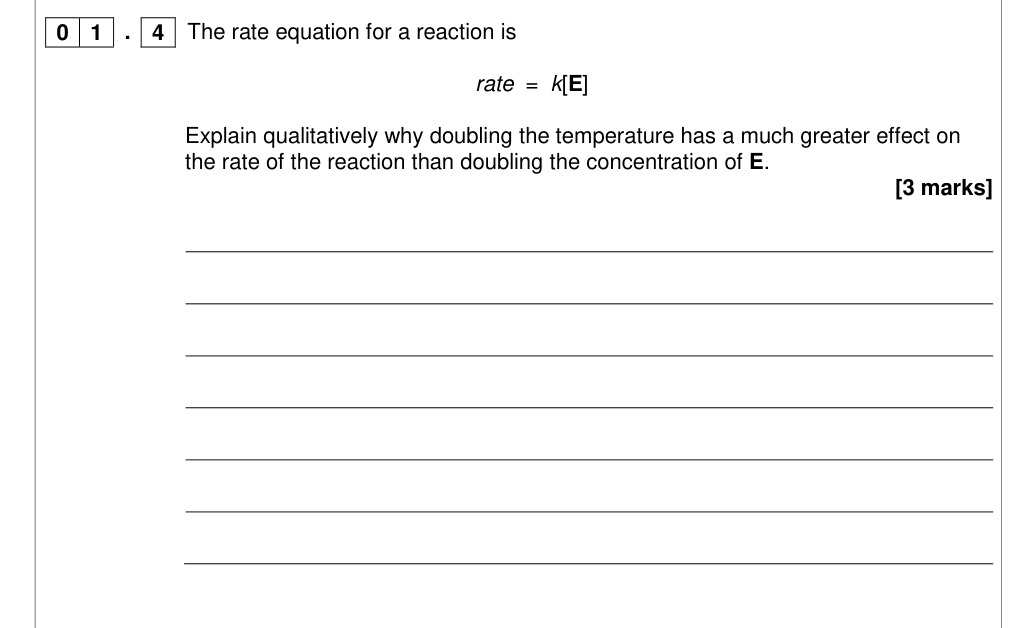 0 1 . 4 The rate equation for a reaction is
rate = k[E]
Explain qualitatively why doubling the temperature has a much greater effect on
the rate of the reaction than doubling the concentration of E.
[3 marks]